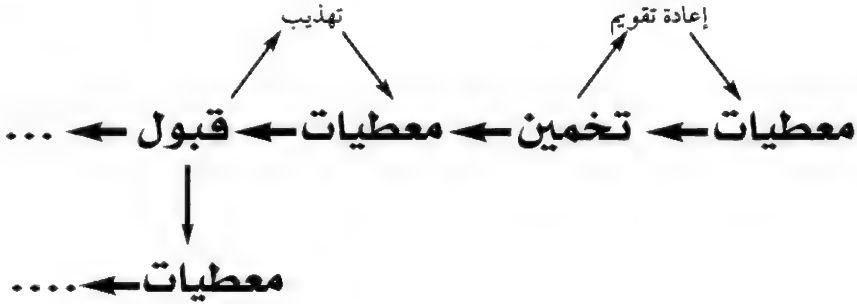 إعادة تقويم تهذيب
معطيات تخمين معطيات قبول ...
معطيات ....